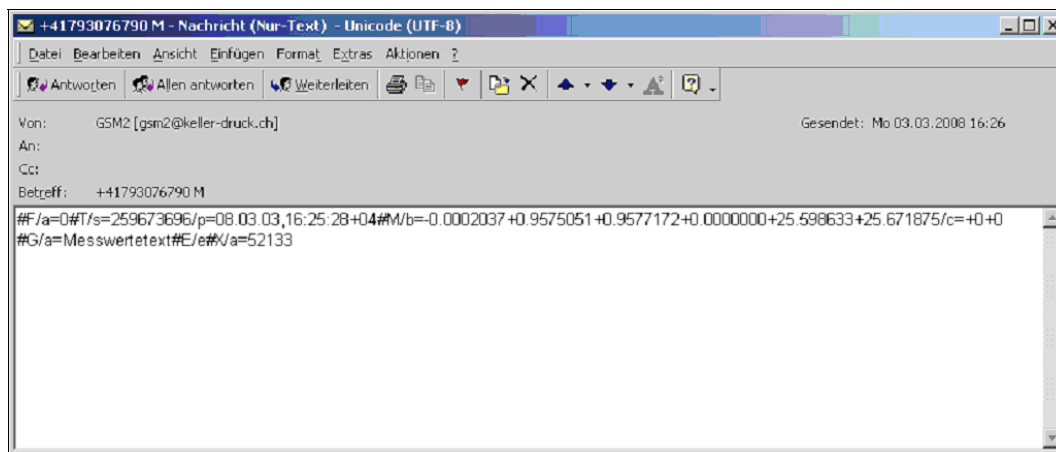 +41793076790 M - Nachricht (Nur-Text) - Unicode (UTF-8)
Datei Bearbeiten Ansicht Einfügen Format Extras Aktionen ?
Antworten Allen antworten Weiterleiten
Von: GSM2 [gsm2@keller-druck.ch] Gesendet: Mo 03.03.2008 16:26
An:
Cc:
Betreff: +41793076790 M
#F/a=0#T/s=259673696/p=08.03.03,16:25:28+04#M/b=-0.0002037+0.9575051+0.9577172+0.0000000+25.598633+25.671875/c=+0+0
#G/a=Messwertetext#E/e#X/a=52133